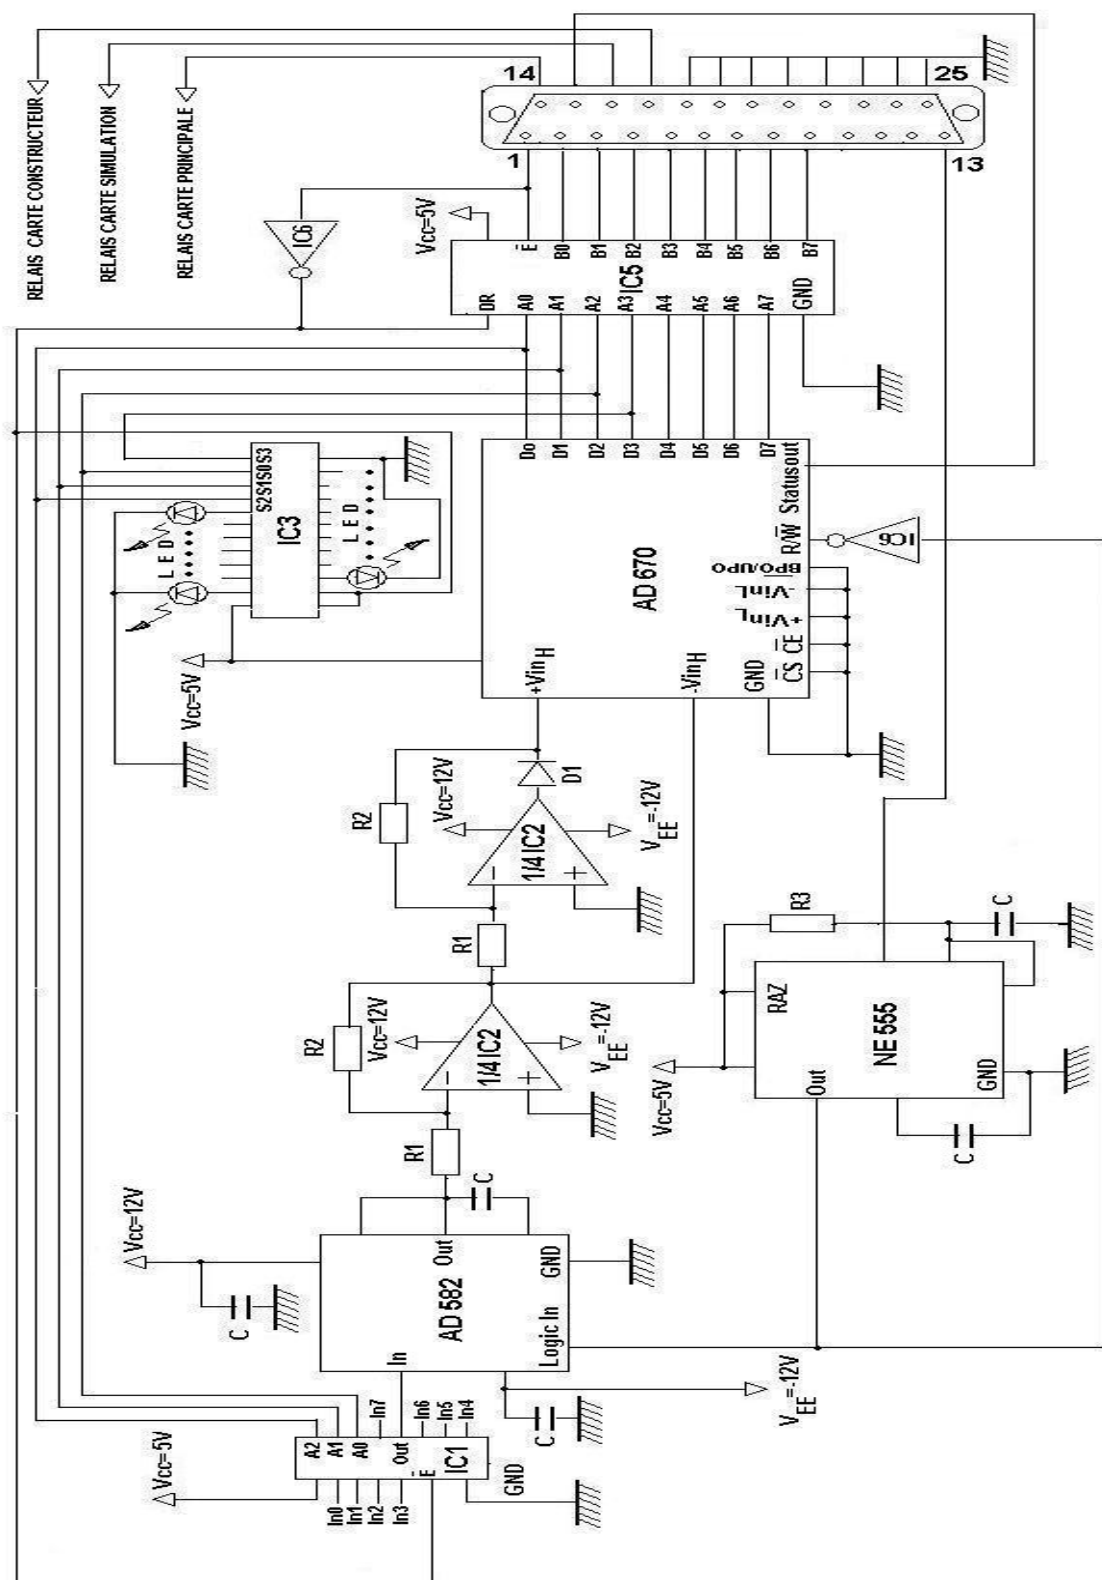 RELAIS CARTE CONSTRUCTEUR
RELAIS CARTE SIMULATION
RELAIS CARTE PRINCIPALE
14
25
1
13
IC6
Vcc=5V
DR
E
B0
B1
B2
B3
B4
B5
B6
B7
IC5
A0
A1
A2
A3
A4
A5
A6
A7
GND
S2S1S0S3
IC3
LED
LED
Vcc=5V
Do
D1
D2
D3
D4
D5
D6
D7
Statusout
R/W
BPO/UPO
-VinL
+VinL
CE
CS
GND
AD 670
+VinH
-VinH
IC6
D1
R2
Vcc=12V
1/4 IC2
VEE=-12V
R1
R2
Vcc=12V
1/4 IC2
VEE=-12V
R1
R3
C
RAZ
NE 555
Out
GND
Vcc=5V
C
Vcc=12V
C
C
Out
GND
AD 582
In
Logic In
VEE=-12V
C
A2
A1
A0
In7
out
In6
In5
In4
E
IC1
GND
Vcc=5V
In0
In1
In2
In3